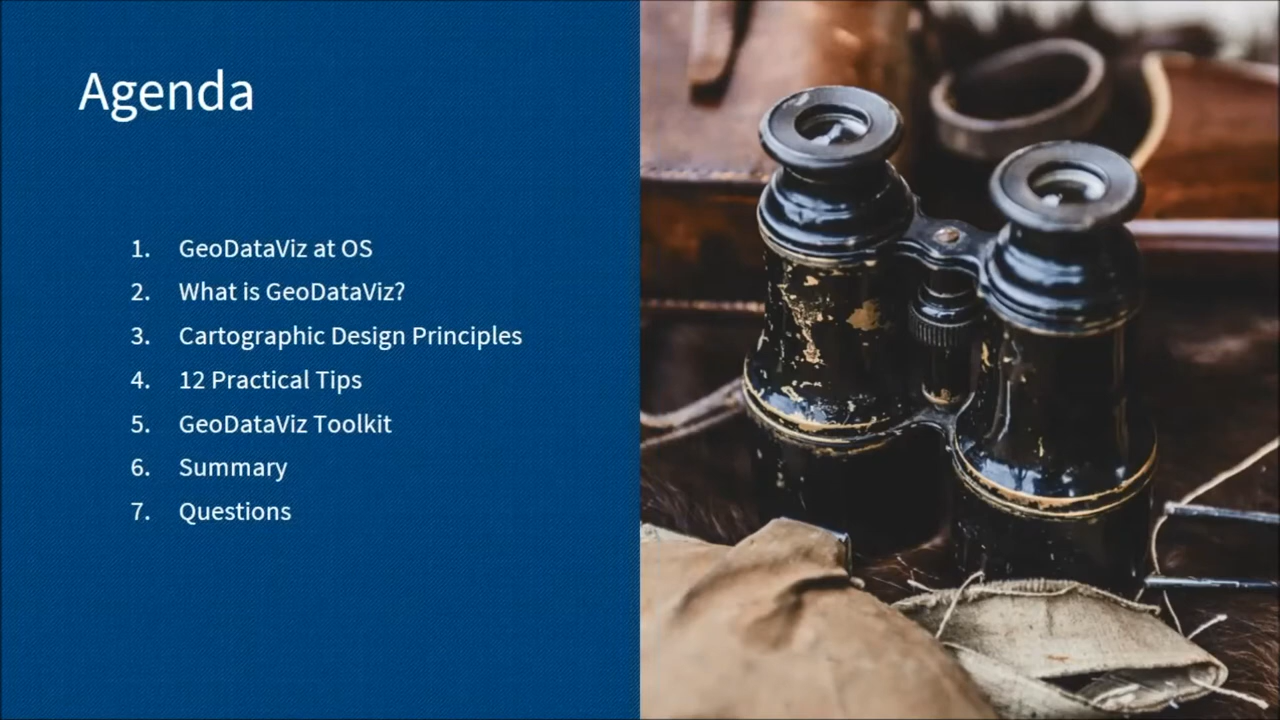 Agenda
1. GeoDataViz at OS
2. What is GeoDataViz?
3. Cartographic Design Principles
4. 12 Practical Tips
5. GeoDataViz Toolkit
6. Summary
7. Questions